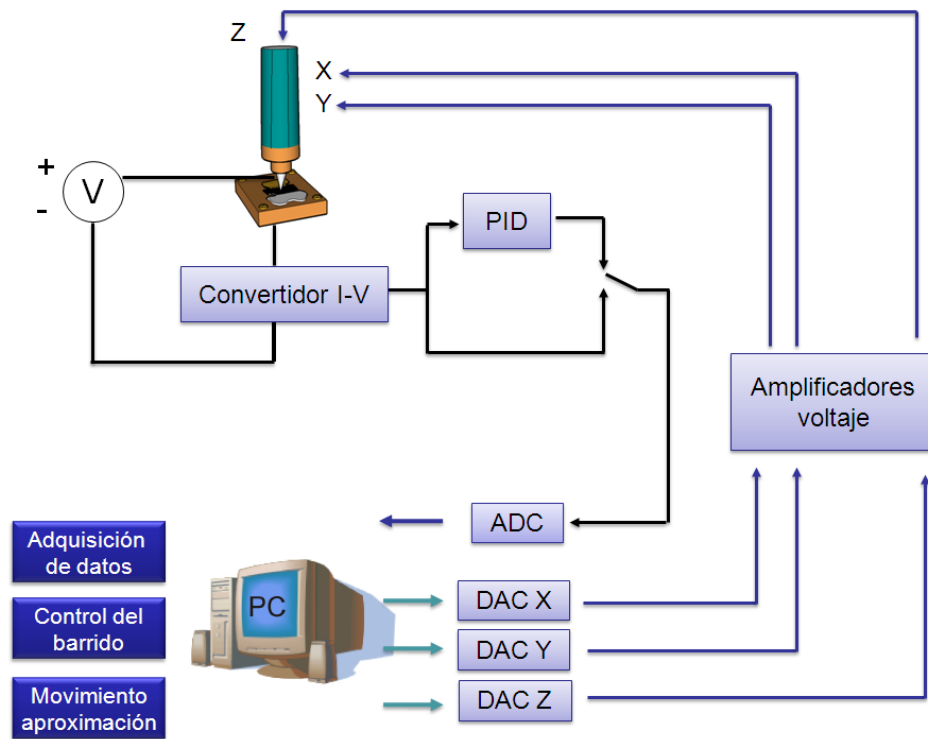 Z
X
Y
+
V
-
PID
Convertidor I-V
Amplificadores
voltaje
ADC
Adquisición
de datos
PC
DAC X
Control del
barrido
DAC Y
Movimiento
aproximación
DAC Z